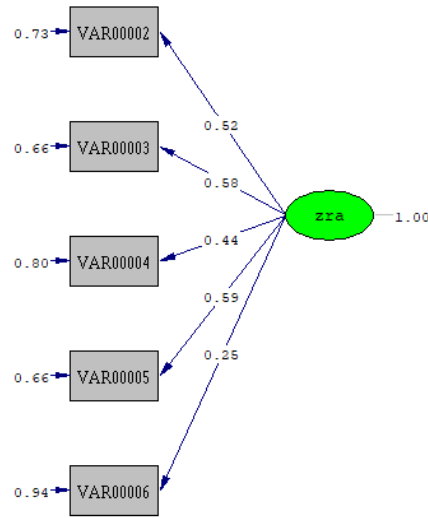 0.73 VAR00002
0.52
0.66 VAR00003
0.58
zra 1.00
0.44
0.80 VAR00004
0.59
0.25
0.66 VAR00005
0.94 VAR00006